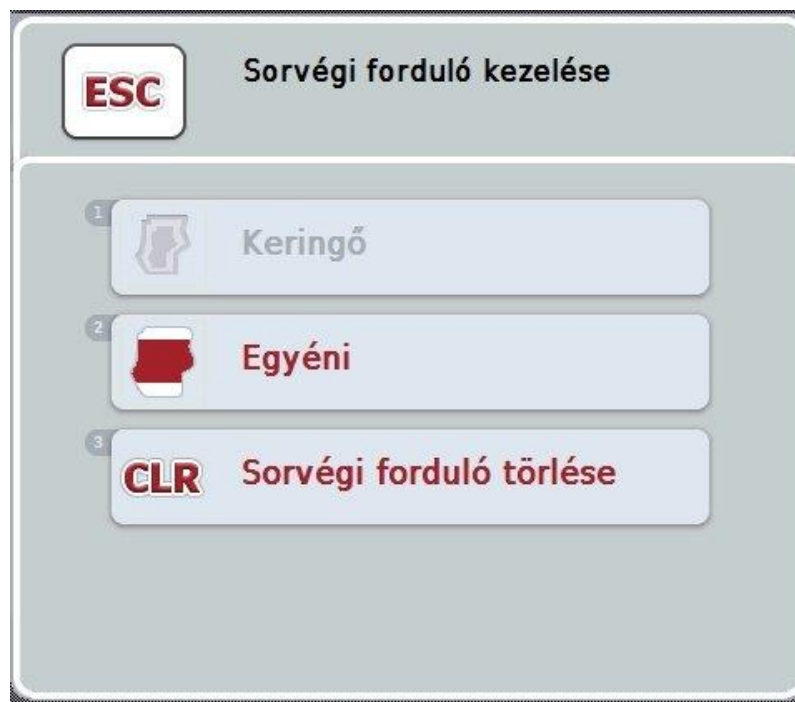 ESC
Sorvégi forduló kezelése
1
Keringő
2
Egyéni
3
CLR
Sorvégi forduló törlése